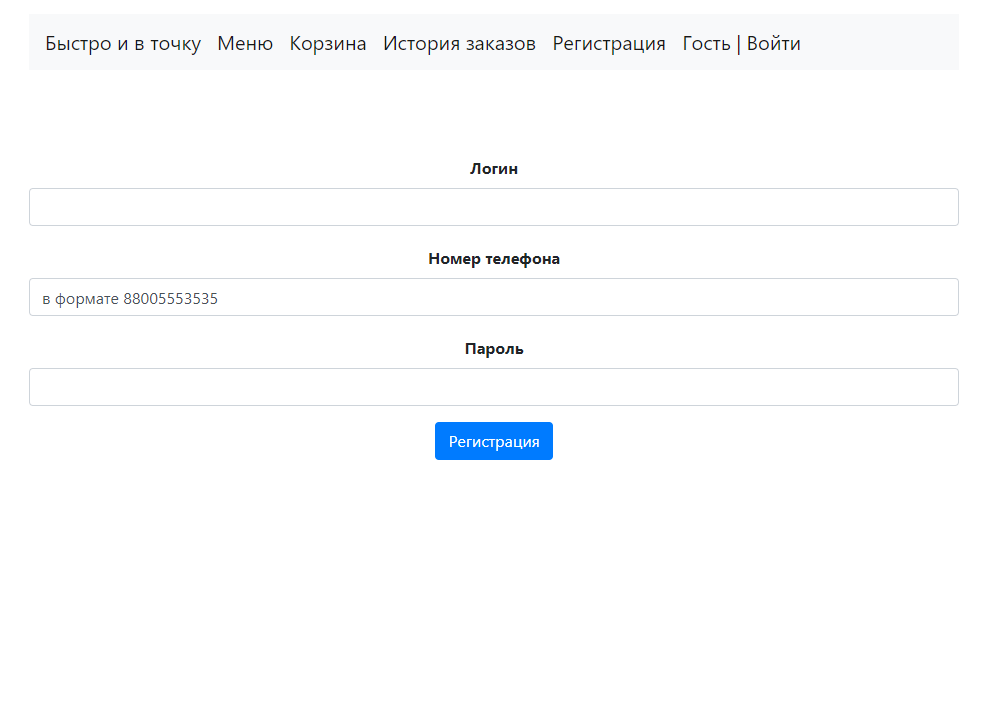 Быстро и в точку Меню Корзина История заказов Регистрация Гость | Войти
Логин
Номер телефона
в формате 88005553535
Пароль
Регистрация